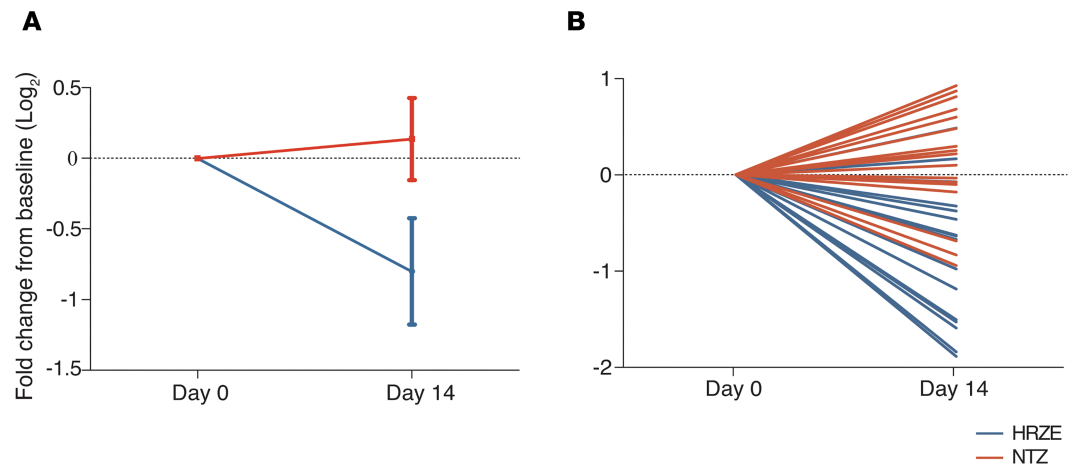 A
B
Fold change from baseline (Log2)
0.5
0
-0.5
-1
-1.5
Day 0
Day 14
1
0
-1
-2
Day 0
Day 14
HRZE
NTZ